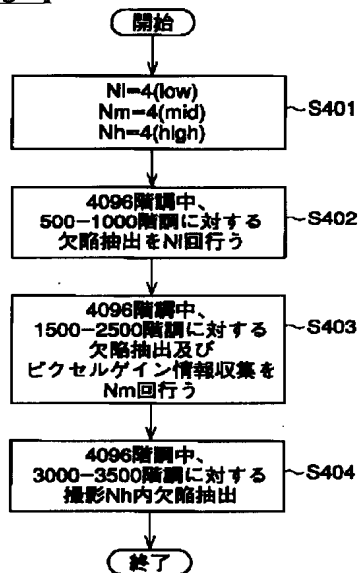 開始
Nl=4(low)
Nm=4(mid)
Nh=4(high)
S401
4096階調中、
500-1000階調に対する
欠陥抽出をNl回行う
S402
4096階調中、
1500-2500階調に対する
欠陥抽出及び
ピクセルゲイン情報収集を
Nm回行う
S403
4096階調中、
3000-3500階調に対する
撮影Nh内欠陥抽出
S404
終了